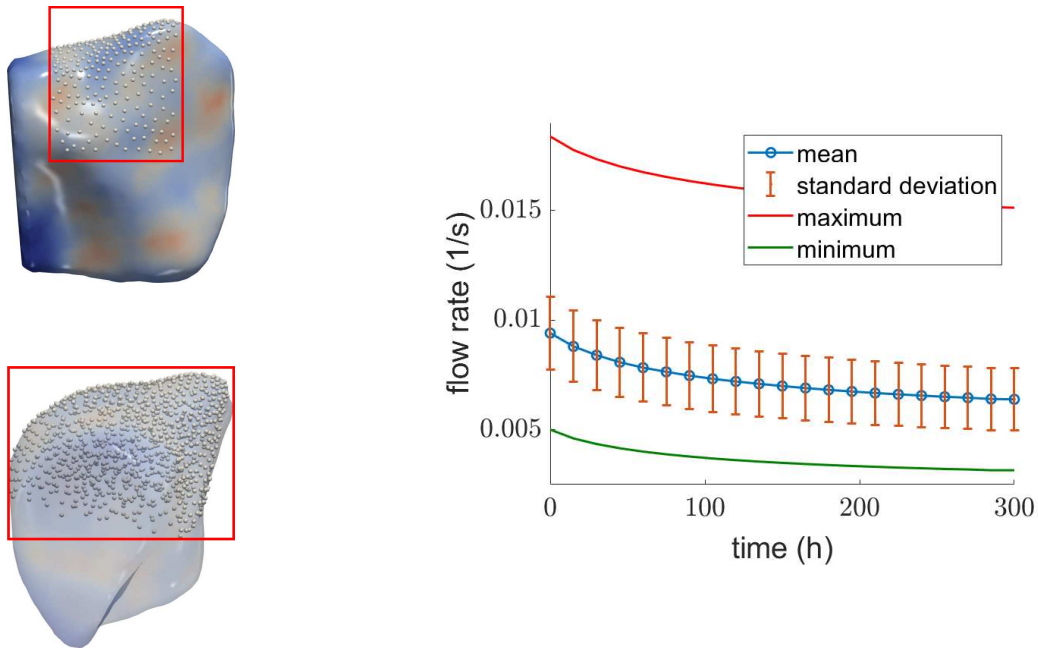 mean
standard deviation
maximum
minimum
0.015
0.01
0.005
flow rate (1/s)
0 100 200 300
time (h)